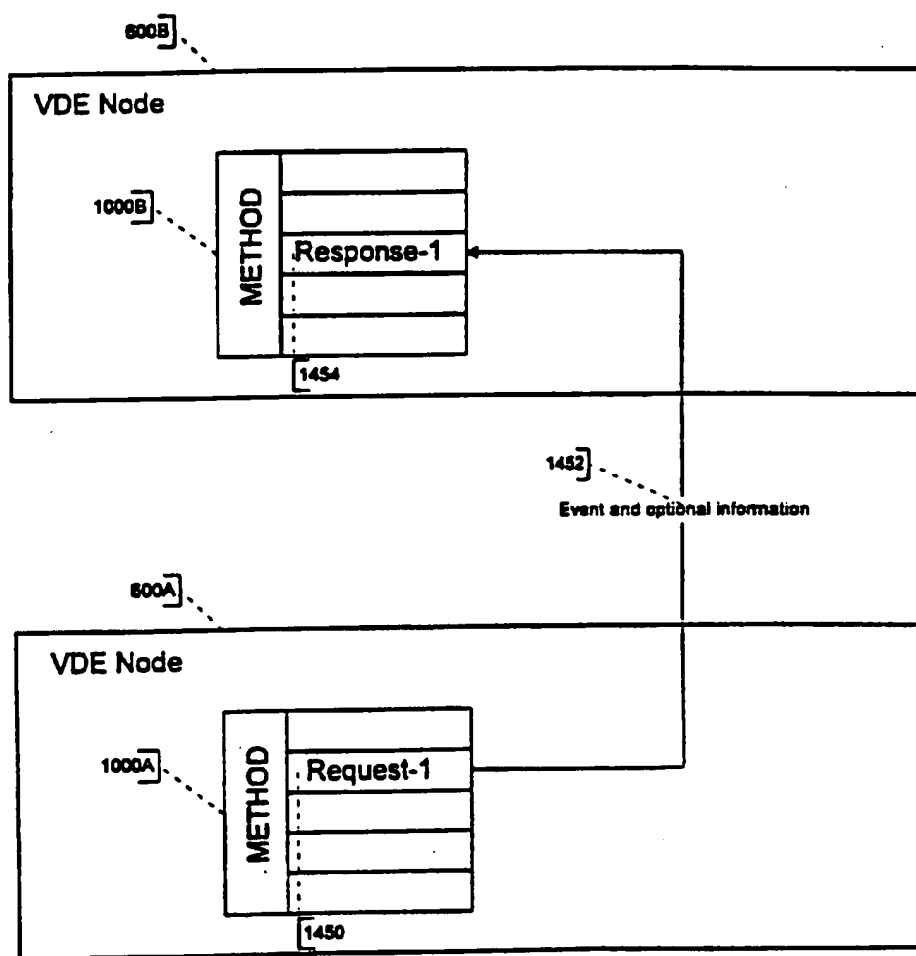 600B
VDE Node
1000B
METHOD
Response-1
1454
1452
Event and optional information
600A
VDE Node
1000A
METHOD
Request-1
1450